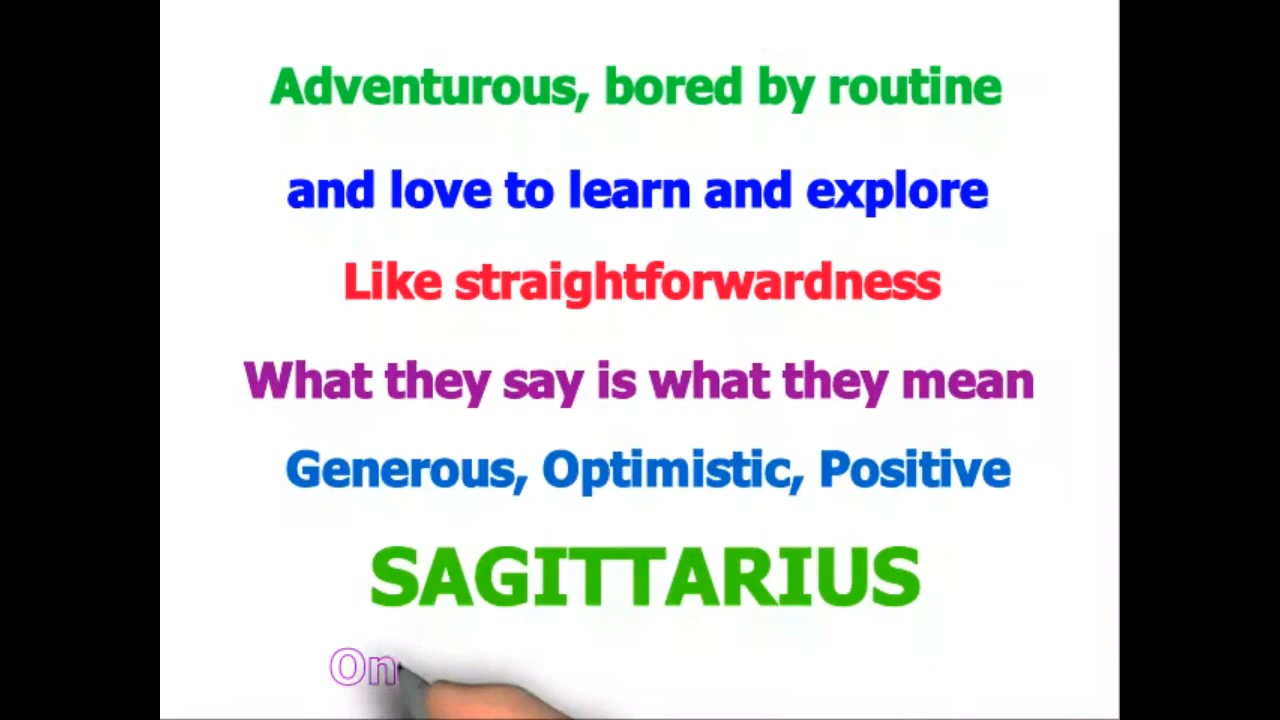 Adventurous, bored by routine
and love to learn and explore
Like straightforwardness
What they say is what they mean
Generous, Optimistic, Positive
SAGITTARIUS
On